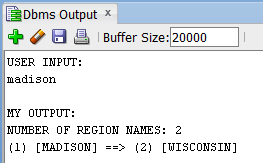 Dbms Output x
Buffer Size: 20000
USER INPUT:
madison
MY OUTPUT:
NUMBER OF REGION NAMES: 2
(1) [MADISON] ==> (2) [WISCONSIN]